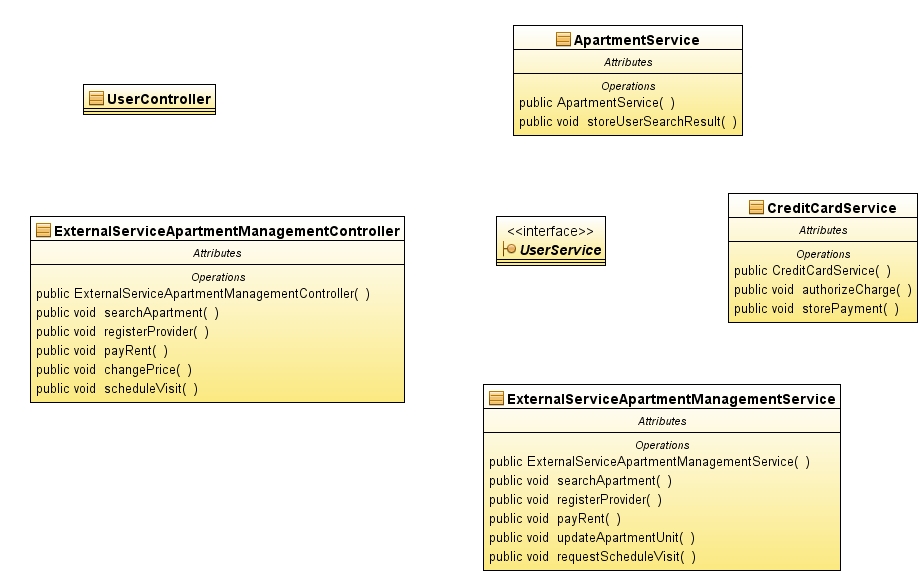 ApartmentService
Attributes
Operations
public ApartmentService( )
public void storeUserSearchResult( )
UserController
ExternalServiceApartmentManagementController
Attributes
Operations
public ExternalServiceApartmentManagementController( )
public void searchApartment( )
public void registerProvider( )
public void payRent( )
public void changePrice( )
public void scheduleVisit( )
<<interface>>
UserService
CreditCardService
Attributes
Operations
public CreditCardService( )
public void authorizeCharge( )
public void storePayment( )
ExternalServiceApartmentManagementService
Attributes
Operations
public ExternalServiceApartmentManagementService( )
public void searchApartment( )
public void registerProvider( )
public void payRent( )
public void updateApartmentUnit( )
public void requestScheduleVisit( )